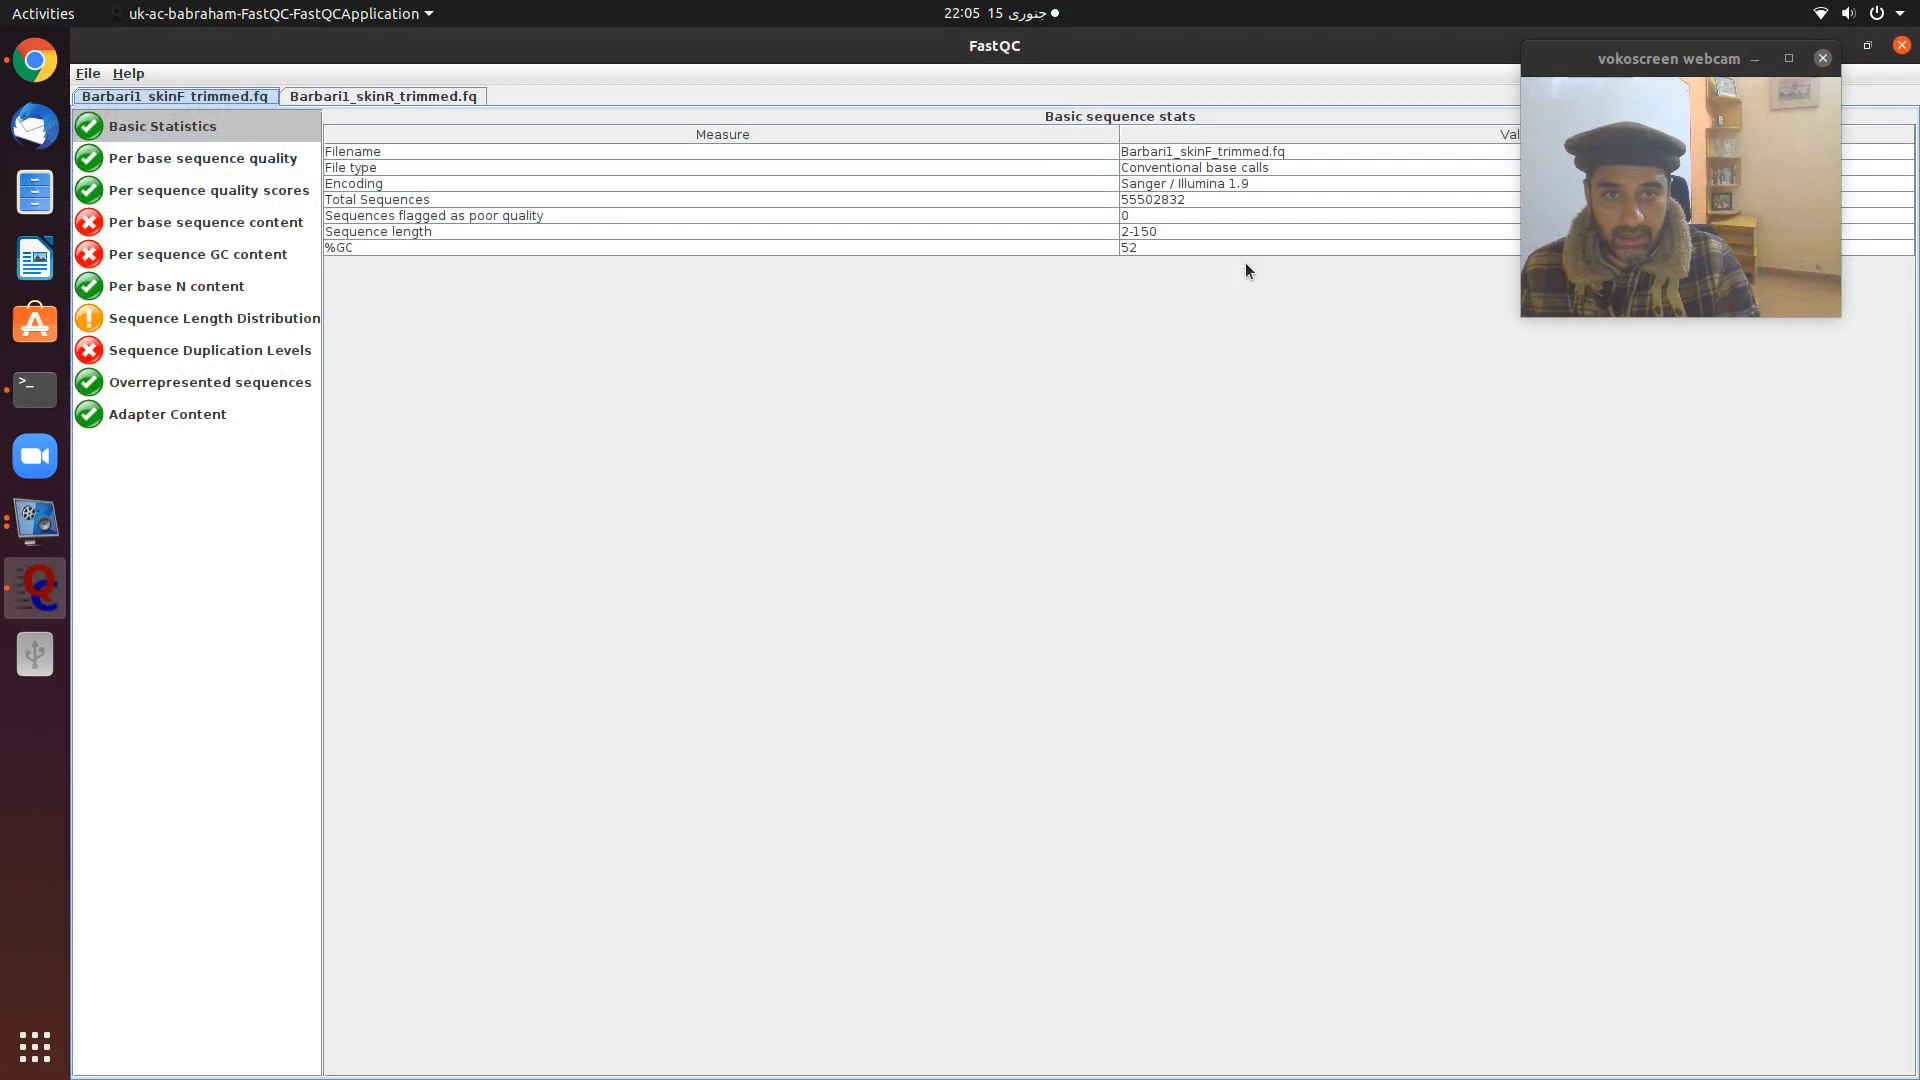 Activities
uk-ac-babraham-FastQC-FastQCApplication
22:05 15 جنوری
FastQC
vokoscreen webcam
File Help
Barbari1_skinF_trimmed.fq Barbari1_skinR_trimmed.fq
Basic Statistics
Per base sequence quality
Per sequence quality scores
Per base sequence content
Per sequence GC content
Per base N content
Sequence Length Distribution
Sequence Duplication Levels
Overrepresented sequences
Adapter Content
Basic sequence stats
Measure Val
Filename Barbari1_skinF_trimmed.fq
File type Conventional base calls
Encoding Sanger / Illumina 1.9
Total Sequences 55502832
Sequences flagged as poor quality 0
Sequence length 2-150
%GC 52